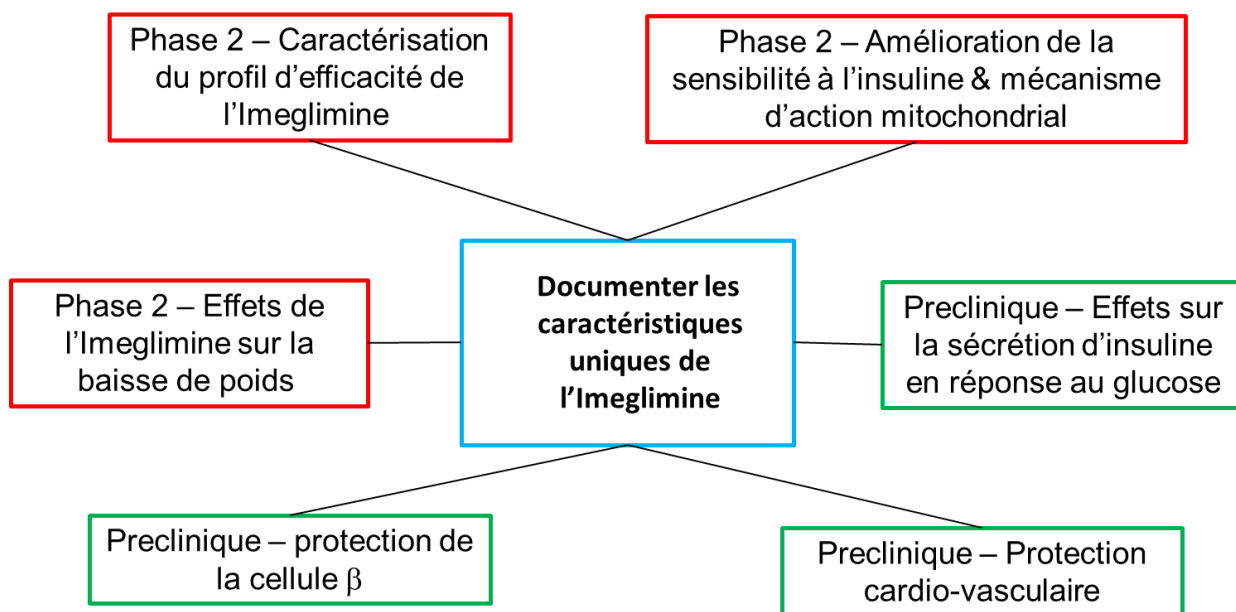 Phase 2 – Caractérisation
du profil d’efficacité de
l’Imeglimine
Phase 2 – Amélioration de la
sensibilité à l’insuline & mécanisme
d’action mitochondrial
Phase 2 – Effets de
l’Imeglimine sur la
baisse de poids
Documenter les
caractéristiques
uniques de
l’Imeglimine
Preclinique – Effets sur
la sécrétion d’insuline
en réponse au glucose
Preclinique – protection de
la cellule β
Preclinique – Protection
cardio-vasculaire